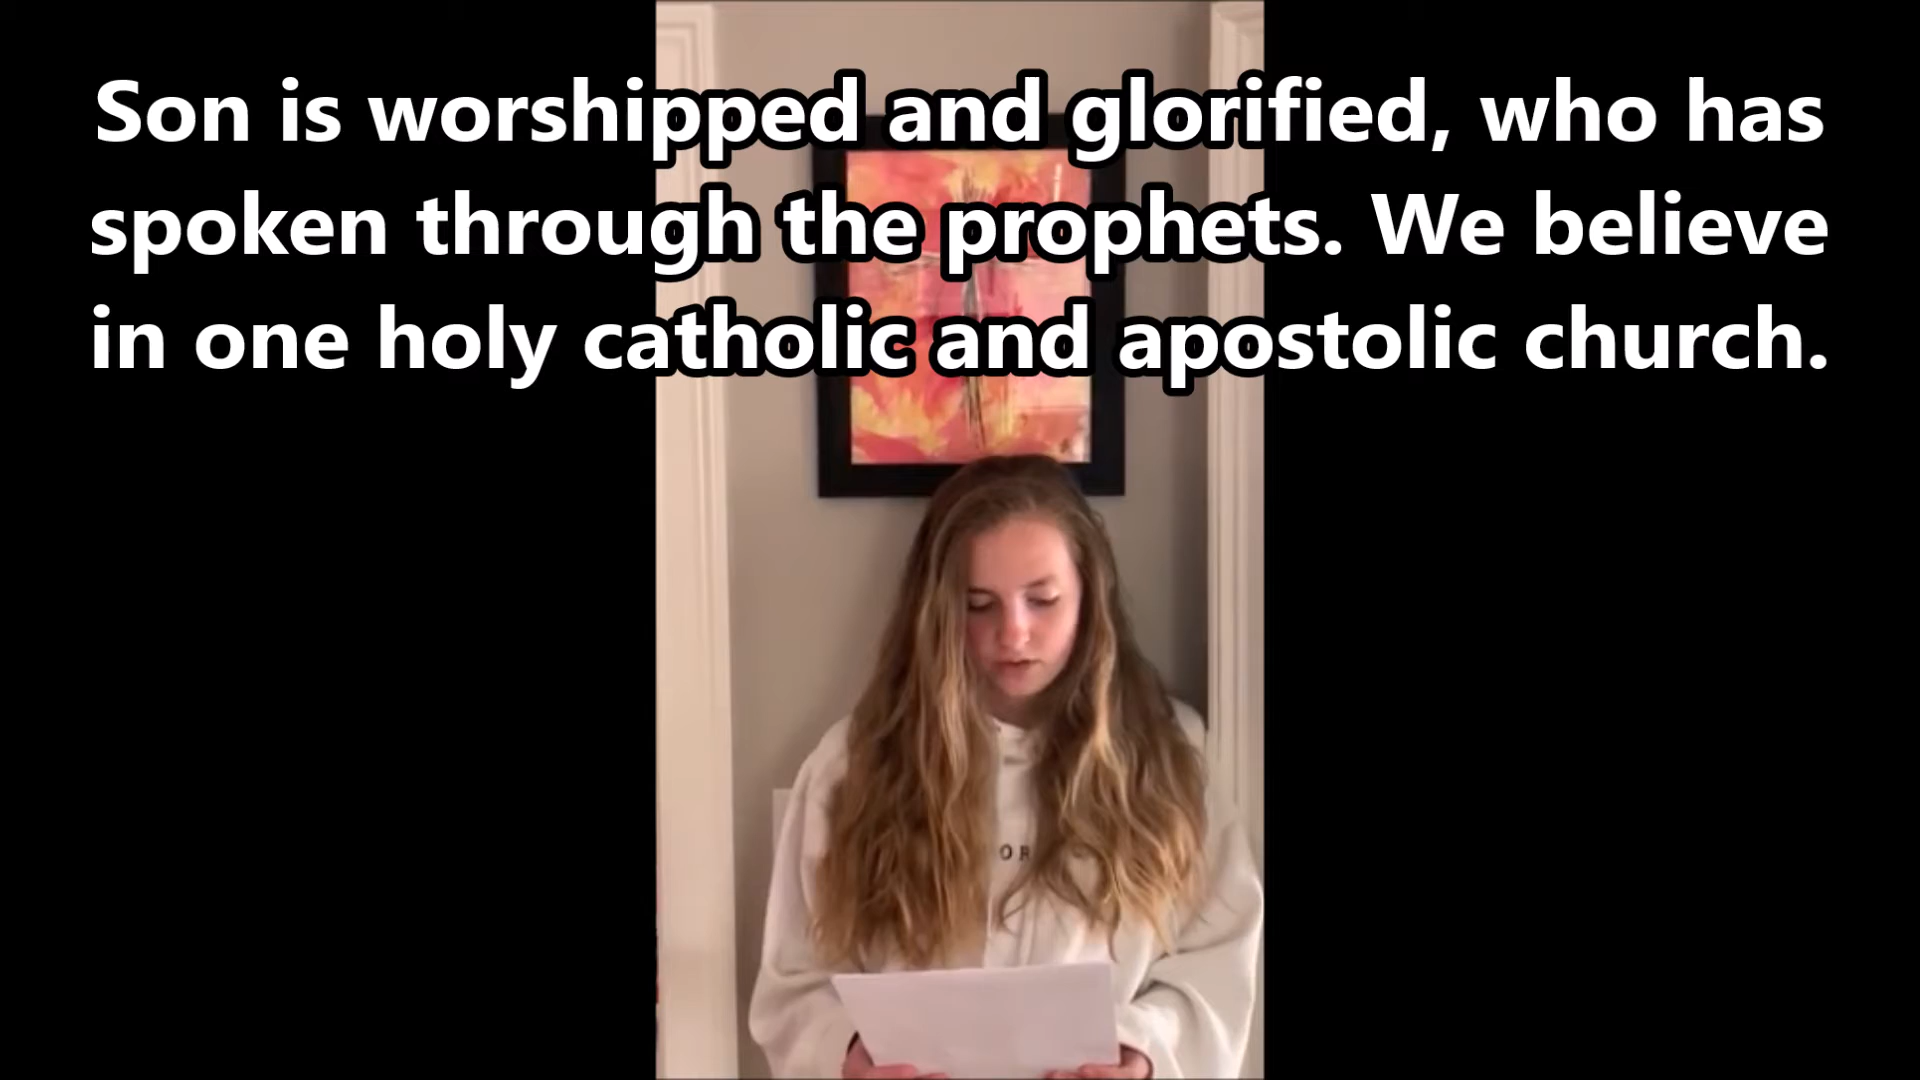 Son is worshipped and glorified, who has
spoken through the prophets. We believe
in one holy catholic and apostolic church.
OR